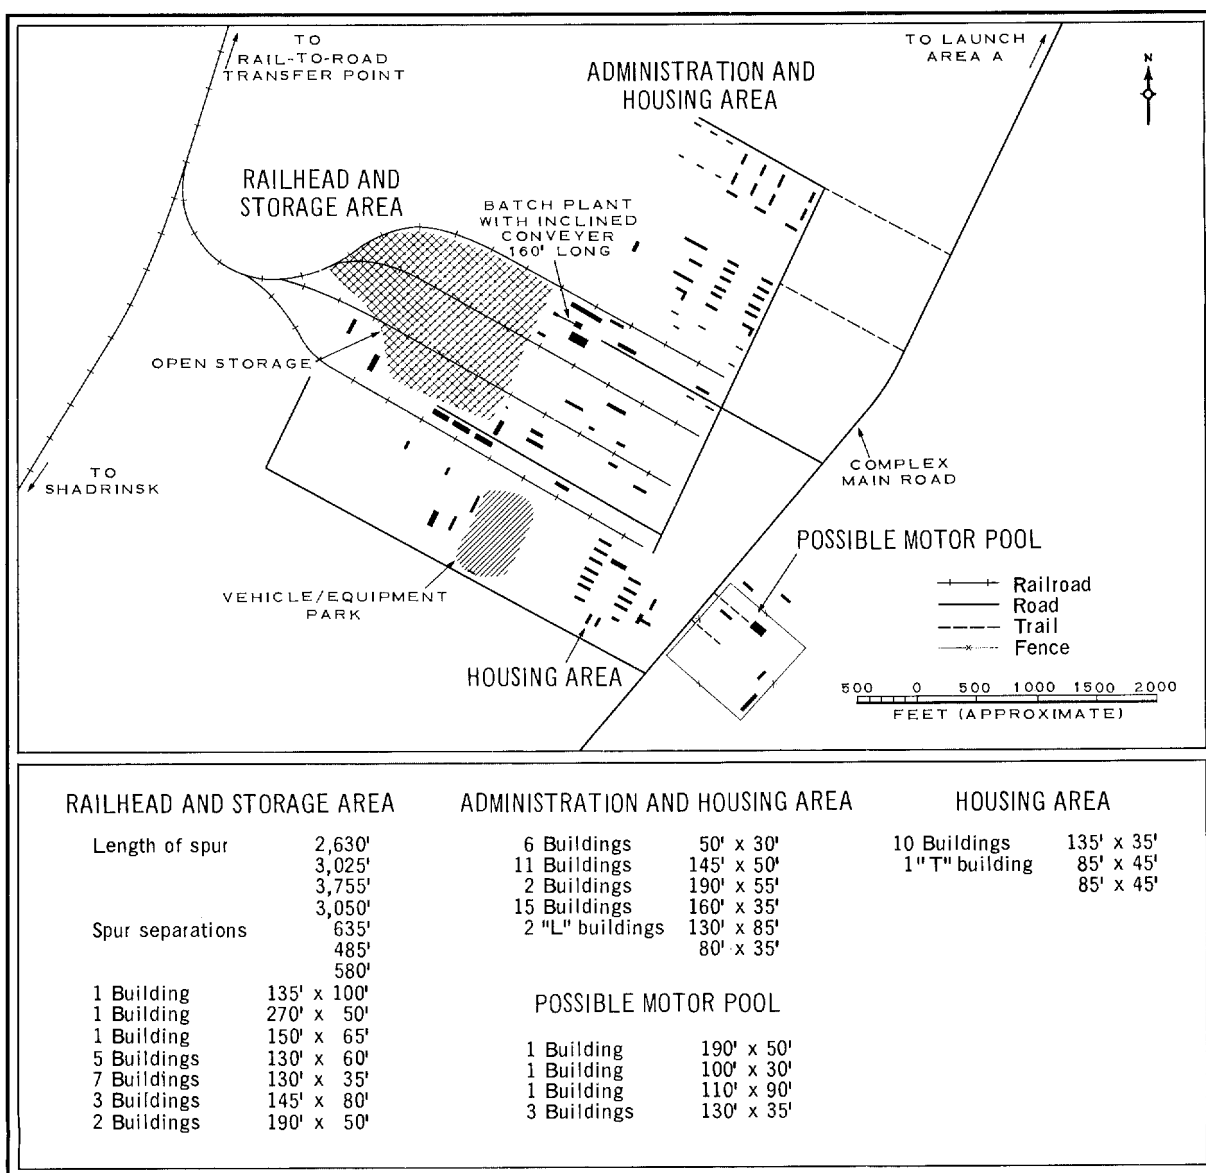 TO
RAIL-TO-ROAD
TRANSFER POINT
TO LAUNCH
AREA A
N
ADMINISTRATION AND
HOUSING AREA
RAILHEAD AND
STORAGE AREA
BATCH PLANT
WITH INCLINED
CONVEYER
160' LONG
OPEN STORAGE
TO
SHADRINSK
COMPLEX
MAIN ROAD
POSSIBLE MOTOR POOL
VEHICLE/EQUIPMENT
PARK
HOUSING AREA
Railroad
Road
Trail
Fence
500 0 500 1000 1500 2000
FEET (APPROXIMATE)
RAILHEAD AND STORAGE AREA
Length of spur 2,630'
3,025'
3,755'
3,050'
Spur separations 635'
485'
580'
1 Building 135' x 100'
1 Building 270' x 50'
1 Building 150' x 65'
5 Buildings 130' x 60'
7 Buildings 130' x 35'
3 Buildings 145' x 80'
2 Buildings 190' x 50'
ADMINISTRATION AND HOUSING AREA
6 Buildings 50' x 30'
11 Buildings 145' x 50'
2 Buildings 190' x 55'
15 Buildings 160' x 35'
2 "L" buildings 130' x 85'
80' x 35'
POSSIBLE MOTOR POOL
1 Building 190' x 50'
1 Building 100' x 30'
1 Building 110' x 90'
3 Buildings 130' x 35'
HOUSING AREA
10 Buildings 135' x 35'
1 "T" building 85' x 45'
85' x 45'